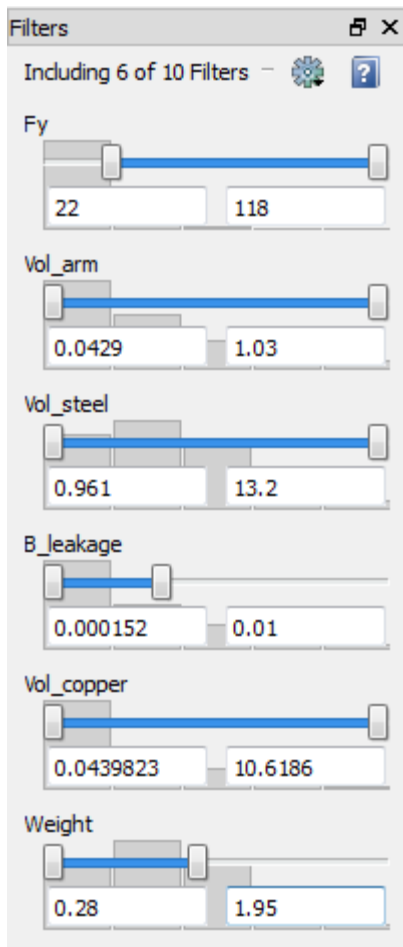 Filters
Including 6 of 10 Filters
Fy
22 118
Vol_arm
0.0429 1.03
Vol_steel
0.961 13.2
B_leakage
0.000152 0.01
Vol_copper
0.0439823 10.6186
Weight
0.28 1.95